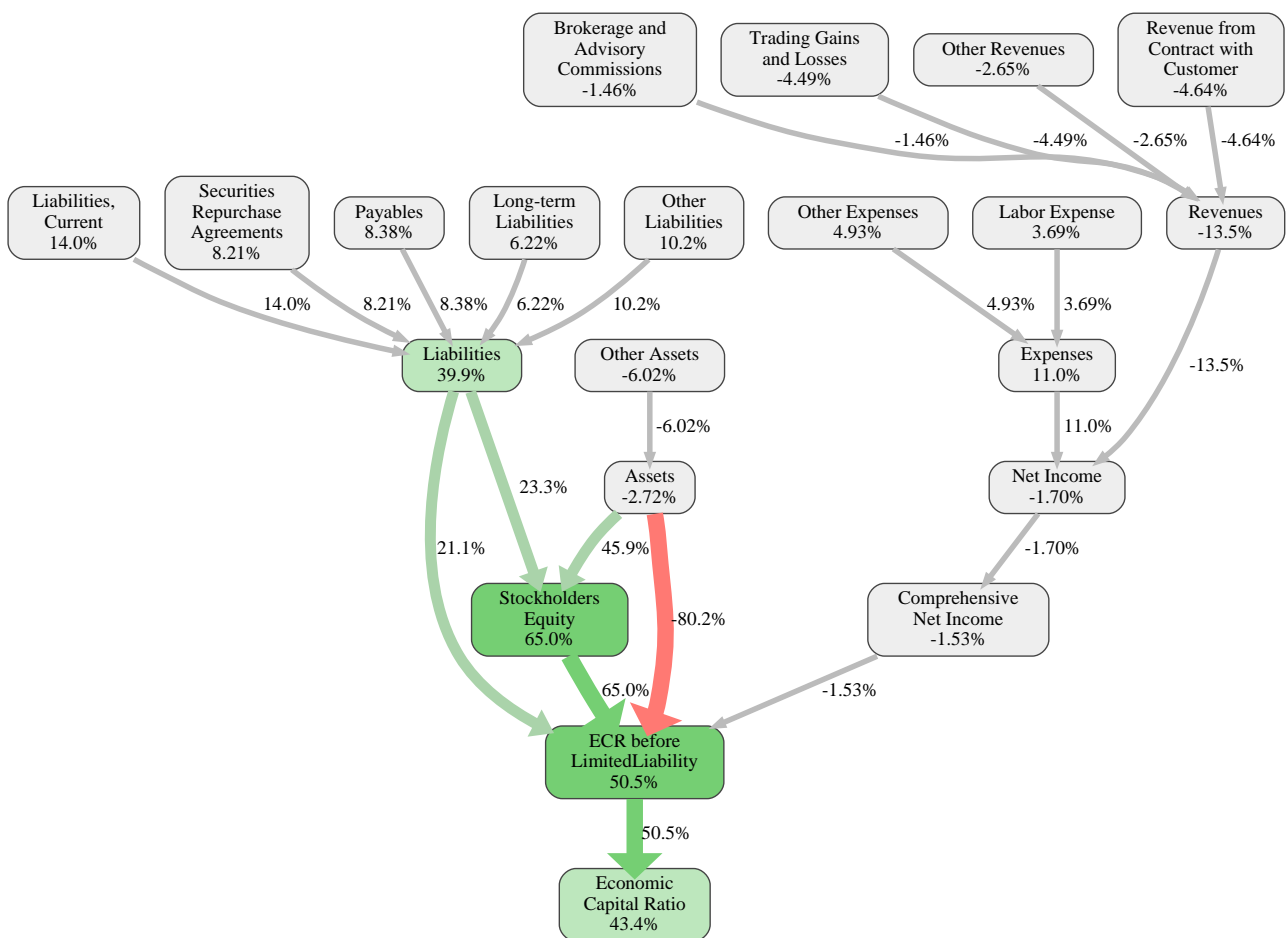 Brokerage and
Advisory
Commissions
-1.46%
Trading Gains
and Losses
-4.49%
Other Revenues
-2.65%
Revenue from
Contract with
Customer
-4.64%
-1.46%
-4.49%
-2.65%
-4.64%
Liabilities,
Current
14.0%
Securities
Repurchase
Agreements
8.21%
Payables
8.38%
Long-term
Liabilities
6.22%
Other
Liabilities
10.2%
Other Expenses
4.93%
Labor Expense
3.69%
Revenues
-13.5%
14.0%
8.21%
8.38%
6.22%
10.2%
4.93%
3.69%
Liabilities
39.9%
Other Assets
-6.02%
Expenses
11.0%
-13.5%
-6.02%
11.0%
23.3%
Assets
-2.72%
Net Income
-1.70%
21.1%
45.9%
-1.70%
Stockholders
Equity
65.0%
-80.2%
Comprehensive
Net Income
-1.53%
65.0%
-1.53%
ECR before
LimitedLiability
50.5%
50.5%
Economic
Capital Ratio
43.4%